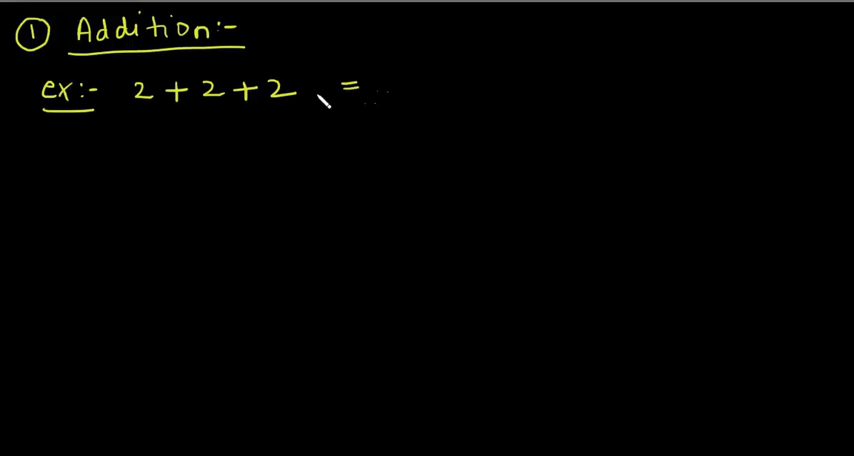 ① Addition:-
ex:- 2 + 2 + 2 =